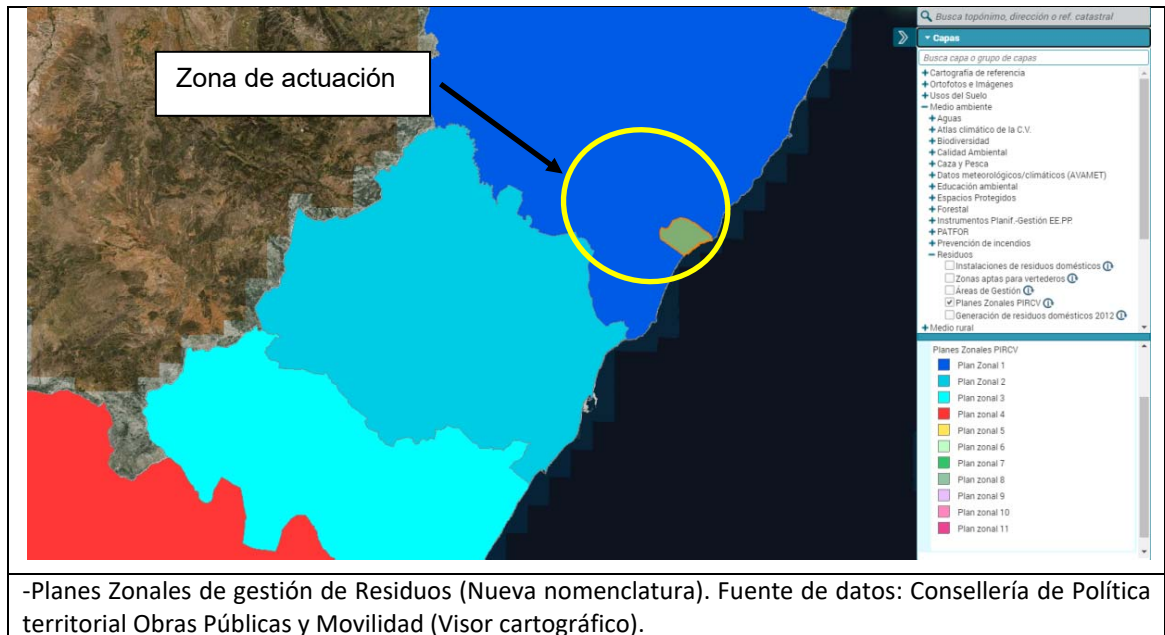 Zona de actuación
Busca topónimo, dirección o ref. catastral
Capas
Busca capa o grupo de capas
Cartografía de referencia
Ortofotos e Imágenes
Usos del Suelo
Medio ambiente
Aguas
Atlas climático de la C.V.
Biodiversidad
Calidad Ambiental
Caza y Pesca
Datos meteorológicos/climáticos (AVAMET)
Educación ambiental
Espacios Protegidos
Forestal
Instrumentos Planif.-Gestión EE.PP.
PATFOR
Prevención de incendios
Residuos
Instalaciones de residuos domésticos
Zonas aptas para vertederos
Áreas de Gestión
Planes Zonales PIRCV
Generación de residuos domésticos 2012
Medio rural
Planes Zonales PIRCV
Plan Zonal 1
Plan Zonal 2
Plan zonal 3
Plan zonal 4
Plan zonal 5
Plan zonal 6
Plan zonal 7
Plan zonal 8
Plan zonal 9
Plan zonal 10
Plan zonal 11
-Planes Zonales de gestión de Residuos (Nueva nomenclatura). Fuente de datos: Consellería de Política
territorial Obras Públicas y Movilidad (Visor cartográfico).